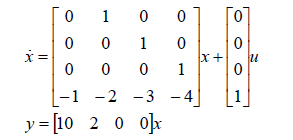 ẋ = [0 1 0 0; 0 0 1 0; 0 0 0 1; −1 −2 −3 −4] x + [0; 0; 0; 1] u
y = [10 2 0 0]x